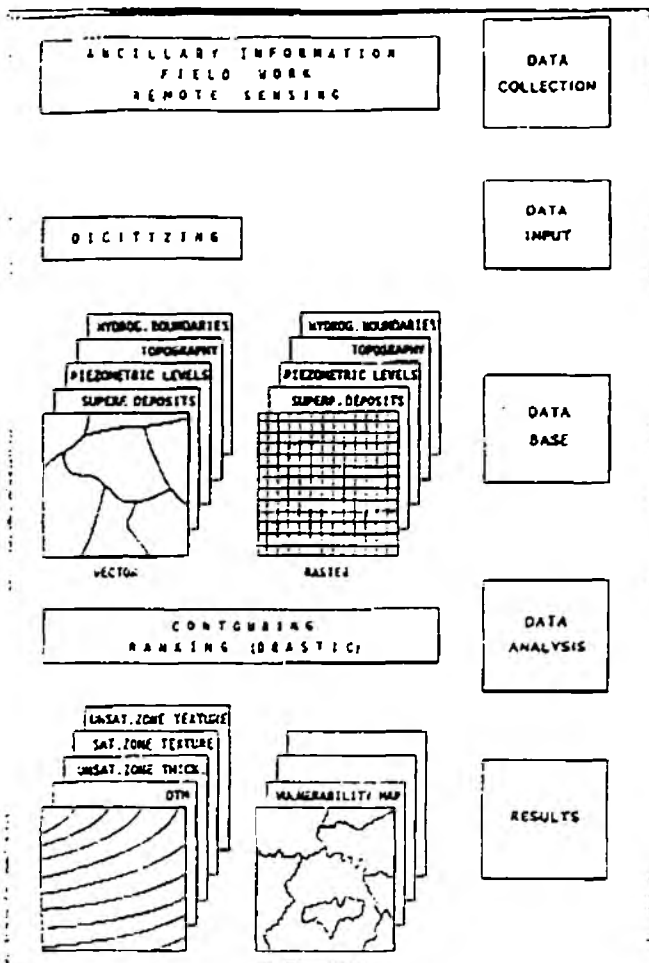 ANCILLARY INFORMATION
FIELD WORK
REMOTE SENSING
DATA
COLLECTION
DIGITIZING
DATA
INPUT
HYDROG. BOUNDARIES
TOPOGRAPHY
PIEZOMETRIC LEVELS
SUPERF. DEPOSITS
VECTOR
HYDROG. BOUNDARIES
TOPOGRAPHY
PIEZOMETRIC LEVELS
SUPERF. DEPOSITS
RASTER
DATA
BASE
CONTOURING
RANKING (DRASTIC)
DATA
ANALYSIS
UNSAT. ZONE TEXTURE
SAT. ZONE TEXTURE
UNSAT. ZONE THICK.
DTM
VULNERABILITY MAP
RESULTS